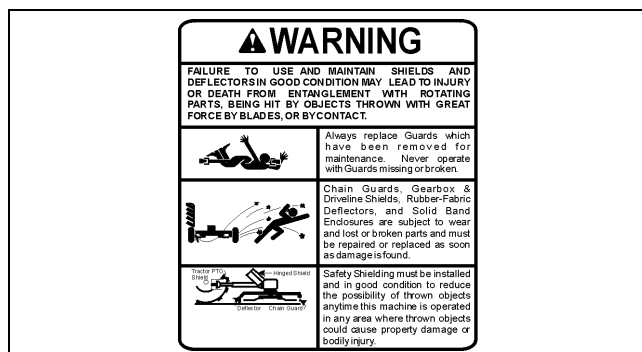 WARNING
FAILURE TO USE AND MAINTAIN SHIELDS AND
DEFLECTORS IN GOOD CONDITION MAY LEAD TO INJURY
OR DEATH FROM ENTANGLEMENT WITH ROTATING
PARTS, BEING HIT BY OBJECTS THROWN WITH GREAT
FORCE BY BLADES, OR BY CONTACT.
Always replace Guards which
have been removed for
maintenance. Never operate
with Guards missing or broken.
Chain Guards, Gearbox &
Driveline Shields, Rubber-Fabric
Deflectors, and Solid Band
Enclosures are subject to wear
and lost or broken parts and must
be repaired or replaced as soon
as damage is found.
Tractor PTO
Shield
Hinged Shield
Deflector Chain Guard
Safety Shielding must be installed
and in good condition to reduce
the possibility of thrown objects
anytime this machine is operated
in any area where thrown objects
could cause property damage or
bodily injury.